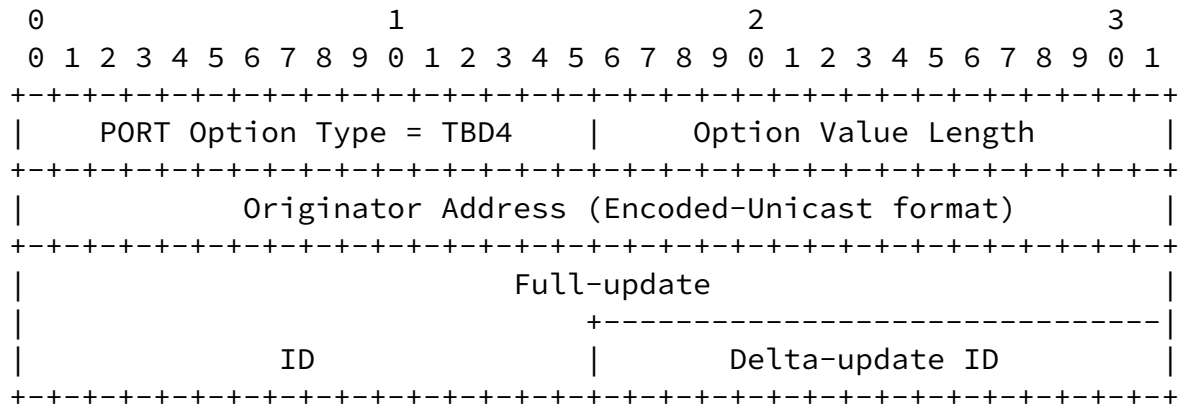 0                   1                   2                   3
 0 1 2 3 4 5 6 7 8 9 0 1 2 3 4 5 6 7 8 9 0 1 2 3 4 5 6 7 8 9 0 1
+-+-+-+-+-+-+-+-+-+-+-+-+-+-+-+-+-+-+-+-+-+-+-+-+-+-+-+-+-+-+-+-+
|    PORT Option Type = TBD4    |     Option Value Length       |
+-+-+-+-+-+-+-+-+-+-+-+-+-+-+-+-+-+-+-+-+-+-+-+-+-+-+-+-+-+-+-+-+
|            Originator Address (Encoded-Unicast format)        |
+-+-+-+-+-+-+-+-+-+-+-+-+-+-+-+-+-+-+-+-+-+-+-+-+-+-+-+-+-+-+-+-+
|                           Full-update                         |
|                               +-------------------------------|
|              ID               |       Delta-update ID         |
+-+-+-+-+-+-+-+-+-+-+-+-+-+-+-+-+-+-+-+-+-+-+-+-+-+-+-+-+-+-+-+-+